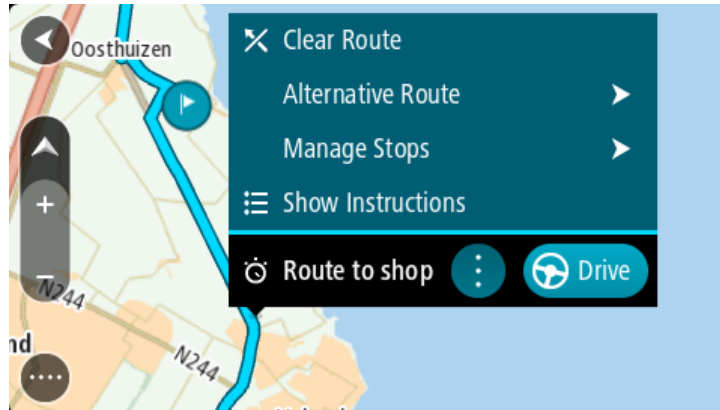 Oosthuizen
Clear Route
Alternative Route
Manage Stops
Show Instructions
Route to shop
Drive
N244
nd
N244